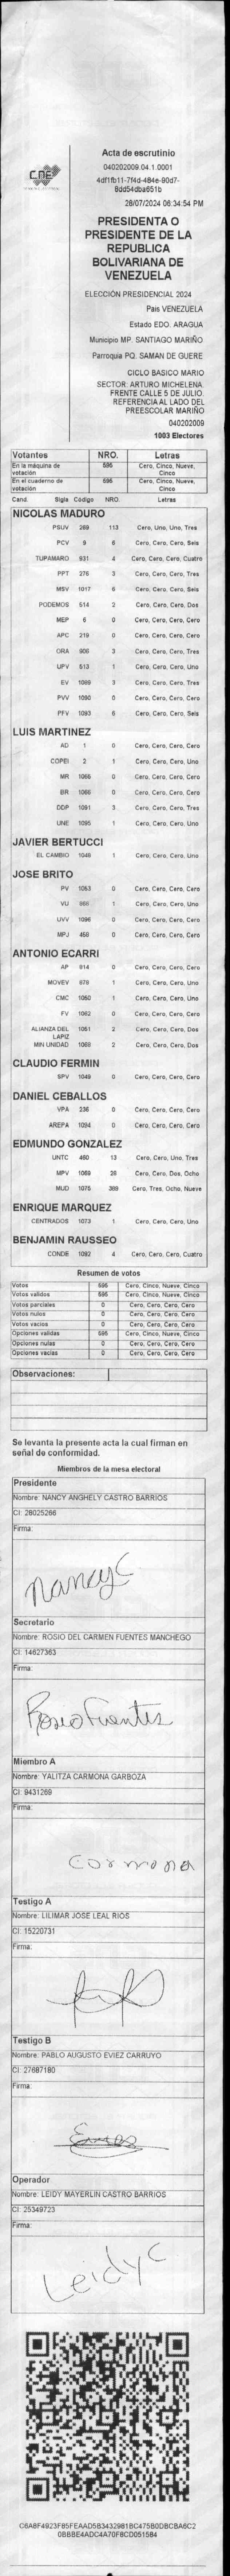 CNE
Acta de escrutinio
040202009.04.1.0001
4df1fb11-7f4d-484e-90d7-
8dd54dba651b
28/07/2024 06:34:54 PM
PRESIDENTA O
PRESIDENTE DE LA
REPUBLICA
BOLIVARIANA DE
VENEZUELA
ELECCIÓN PRESIDENCIAL 2024
Pais VENEZUELA
Estado EDO. ARAGUA
Municipio MP. SANTIAGO MARIÑO
Parroquia PQ. SAMAN DE GUERE
CICLO BASICO MARIO
SECTOR: ARTURO MICHELENA.
FRENTE CALLE 5 DE JULIO.
REFERENCIA AL LADO DEL
PREESCOLAR MARIÑO
040202009
1003 Electores
Votantes NRO. Letras
En la máquina de votación 595 Cero, Cinco, Nueve, Cinco
En el cuaderno de votación 595 Cero, Cinco, Nueve, Cinco
Cand. Sigla Código NRO. Letras
NICOLAS MADURO
PSUV 289 113 Cero, Uno, Uno, Tres
PCV 9 6 Cero, Cero, Cero, Seis
TUPAMARO 931 4 Cero, Cero, Cero, Cuatro
PPT 276 3 Cero, Cero, Cero, Tres
MSV 1017 6 Cero, Cero, Cero, Seis
PODEMOS 514 2 Cero, Cero, Cero, Dos
MEP 6 0 Cero, Cero, Cero, Cero
APC 219 0 Cero, Cero, Cero, Cero
ORA 906 3 Cero, Cero, Cero, Tres
UPV 513 1 Cero, Cero, Cero, Uno
EV 1089 3 Cero, Cero, Cero, Tres
PVV 1090 0 Cero, Cero, Cero, Cero
PFV 1093 6 Cero, Cero, Cero, Seis
LUIS MARTINEZ
AD 1 0 Cero, Cero, Cero, Cero
COPEI 2 1 Cero, Cero, Cero, Uno
MR 0 Cero, Cero, Cero, Cero
BR 0 Cero, Cero, Cero, Cero
DDP 1091 3 Cero, Cero, Cero, Tres
UNE 1095 1 Cero, Cero, Cero, Uno
JAVIER BERTUCCI
EL CAMBIO 1048 1 Cero, Cero, Cero, Uno
JOSE BRITO
PV 1053 0 Cero, Cero, Cero, Cero
VU 1 Cero, Cero, Cero, Uno
UVV 1096 0 Cero, Cero, Cero, Cero
MPJ 458 0 Cero, Cero, Cero, Cero
ANTONIO ECARRI
AP 814 0 Cero, Cero, Cero, Cero
MOVEV 879 1 Cero, Cero, Cero, Uno
CMC 1050 1 Cero, Cero, Cero, Uno
FV 1062 0 Cero, Cero, Cero, Cero
ALIANZA DEL LAPIZ 1051 2 Cero, Cero, Cero, Dos
MIN UNIDAD 1068 2 Cero, Cero, Cero, Dos
CLAUDIO FERMIN
SPV 1049 0 Cero, Cero, Cero, Cero
DANIEL CEBALLOS
VPA 236 0 Cero, Cero, Cero, Cero
AREPA 1094 0 Cero, Cero, Cero, Cero
EDMUNDO GONZALEZ
UNTC 460 13 Cero, Cero, Uno, Tres
MPV 1069 28 Cero, Cero, Dos, Ocho
MUD 1075 389 Cero, Tres, Ocho, Nueve
ENRIQUE MARQUEZ
CENTRADOS 1073 1 Cero, Cero, Cero, Uno
BENJAMIN RAUSSEO
CONDE 1092 4 Cero, Cero, Cero, Cuatro
Resumen de votos
Votos 595 Cero, Cinco, Nueve, Cinco
Votos validos 595 Cero, Cinco, Nueve, Cinco
Votos parciales 0 Cero, Cero, Cero, Cero
Votos nulos 0 Cero, Cero, Cero, Cero
Votos vacios 0 Cero, Cero, Cero, Cero
Opciones validas 595 Cero, Cinco, Nueve, Cinco
Opciones nulas 0 Cero, Cero, Cero, Cero
Opciones vacias 0 Cero, Cero, Cero, Cero
Observaciones:
Se levanta la presente acta la cual firman en
señal de conformidad.
Miembros de la mesa electoral
Presidente
Nombre: NANCY ANGHELY CASTRO BARRIOS
CI: 28025266
Firma:
Nancy C
Secretario
Nombre: ROSIO DEL CARMEN FUENTES MANCHEGO
CI: 14627363
Firma:
Rosio Fuentes
Miembro A
Nombre: YALITZA CARMONA GARBOZA
CI: 9431269
Firma:
Carmona
Testigo A
Nombre: LILIMAR JOSE LEAL RIOS
CI: 15220731
Firma:
Testigo B
Nombre: PABLO AUGUSTO EVIEZ CARRUYO
CI: 27687180
Firma:
Operador
Nombre: LEIDY MAYERLIN CASTRO BARRIOS
CI: 25349723
Firma:
Leidy C
C6A8F4923F85FEAAD5B3432981BC475B0DBCBA6C2
0BBBE4ADC4A70F8CD051584